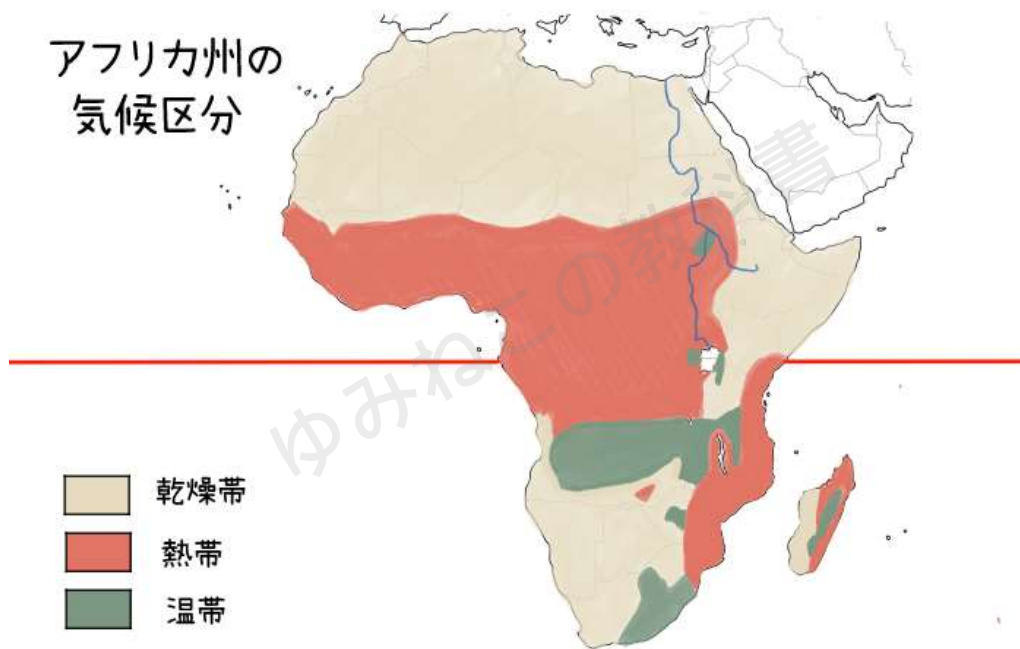 アフリカ州の
気候区分
ゆみねこの教科書
乾燥帯
熱帯
温帯